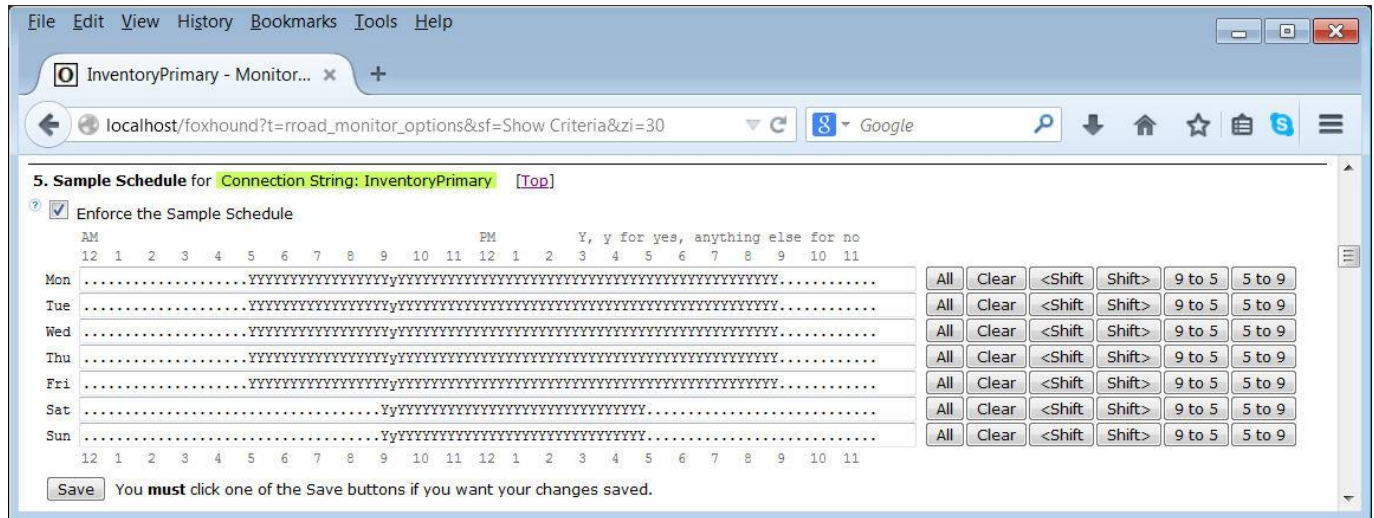 File Edit View History Bookmarks Tools Help
O InventoryPrimary - Monitor... × +
localhost/foxhound?t=rroad_monitor_options&sf=Show Criteria&zi=30 8 Google S
5. Sample Schedule for Connection String: InventoryPrimary [Top]
? Enforce the Sample Schedule
AM PM Y, y for yes, anything else for no
12 1 2 3 4 5 6 7 8 9 10 11 12 1 2 3 4 5 6 7 8 9 10 11
Mon ....................YYYYYYYYYYYYYYYYYyYYYYYYYYYYYYYYYYYYYYYYYYYYYYYYYYYYYYYYYYYYYYYY............ All Clear <Shift Shift> 9 to 5 5 to 9
Tue ....................YYYYYYYYYYYYYYYYYyYYYYYYYYYYYYYYYYYYYYYYYYYYYYYYYYYYYYYYYYYYYYYY............ All Clear <Shift Shift> 9 to 5 5 to 9
Wed ....................YYYYYYYYYYYYYYYYYyYYYYYYYYYYYYYYYYYYYYYYYYYYYYYYYYYYYYYYYYYYYYYY............ All Clear <Shift Shift> 9 to 5 5 to 9
Thu ....................YYYYYYYYYYYYYYYYYyYYYYYYYYYYYYYYYYYYYYYYYYYYYYYYYYYYYYYYYYYYYYYY............ All Clear <Shift Shift> 9 to 5 5 to 9
Fri ....................YYYYYYYYYYYYYYYYYyYYYYYYYYYYYYYYYYYYYYYYYYYYYYYYYYYYYYYYYYYYYYYY............ All Clear <Shift Shift> 9 to 5 5 to 9
Sat ....................................YyYYYYYYYYYYYYYYYYYYYYYYYYYYYYYY............................ All Clear <Shift Shift> 9 to 5 5 to 9
Sun ....................................YyYYYYYYYYYYYYYYYYYYYYYYYYYYYYYY............................ All Clear <Shift Shift> 9 to 5 5 to 9
12 1 2 3 4 5 6 7 8 9 10 11 12 1 2 3 4 5 6 7 8 9 10 11
Save You must click one of the Save buttons if you want your changes saved.